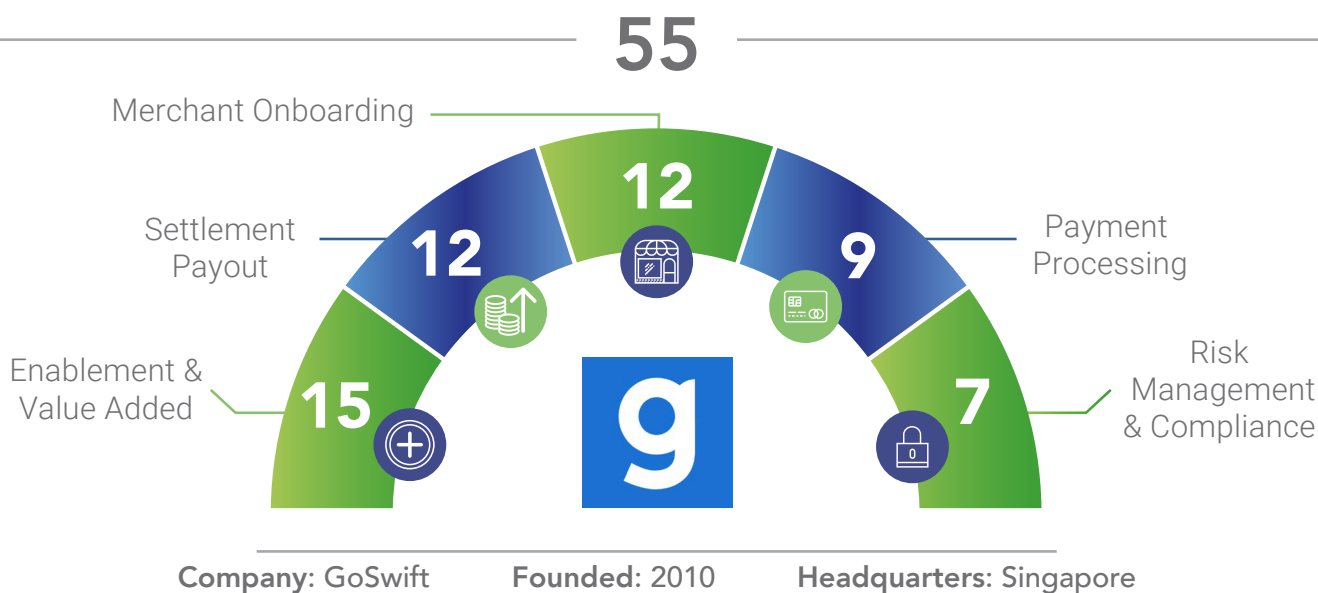 55
Merchant Onboarding
12
Settlement
Payout
12
9
Payment
Processing
Enablement &
Value Added
15
7
Risk
Management
& Compliance
g
Company: GoSwift Founded: 2010 Headquarters: Singapore